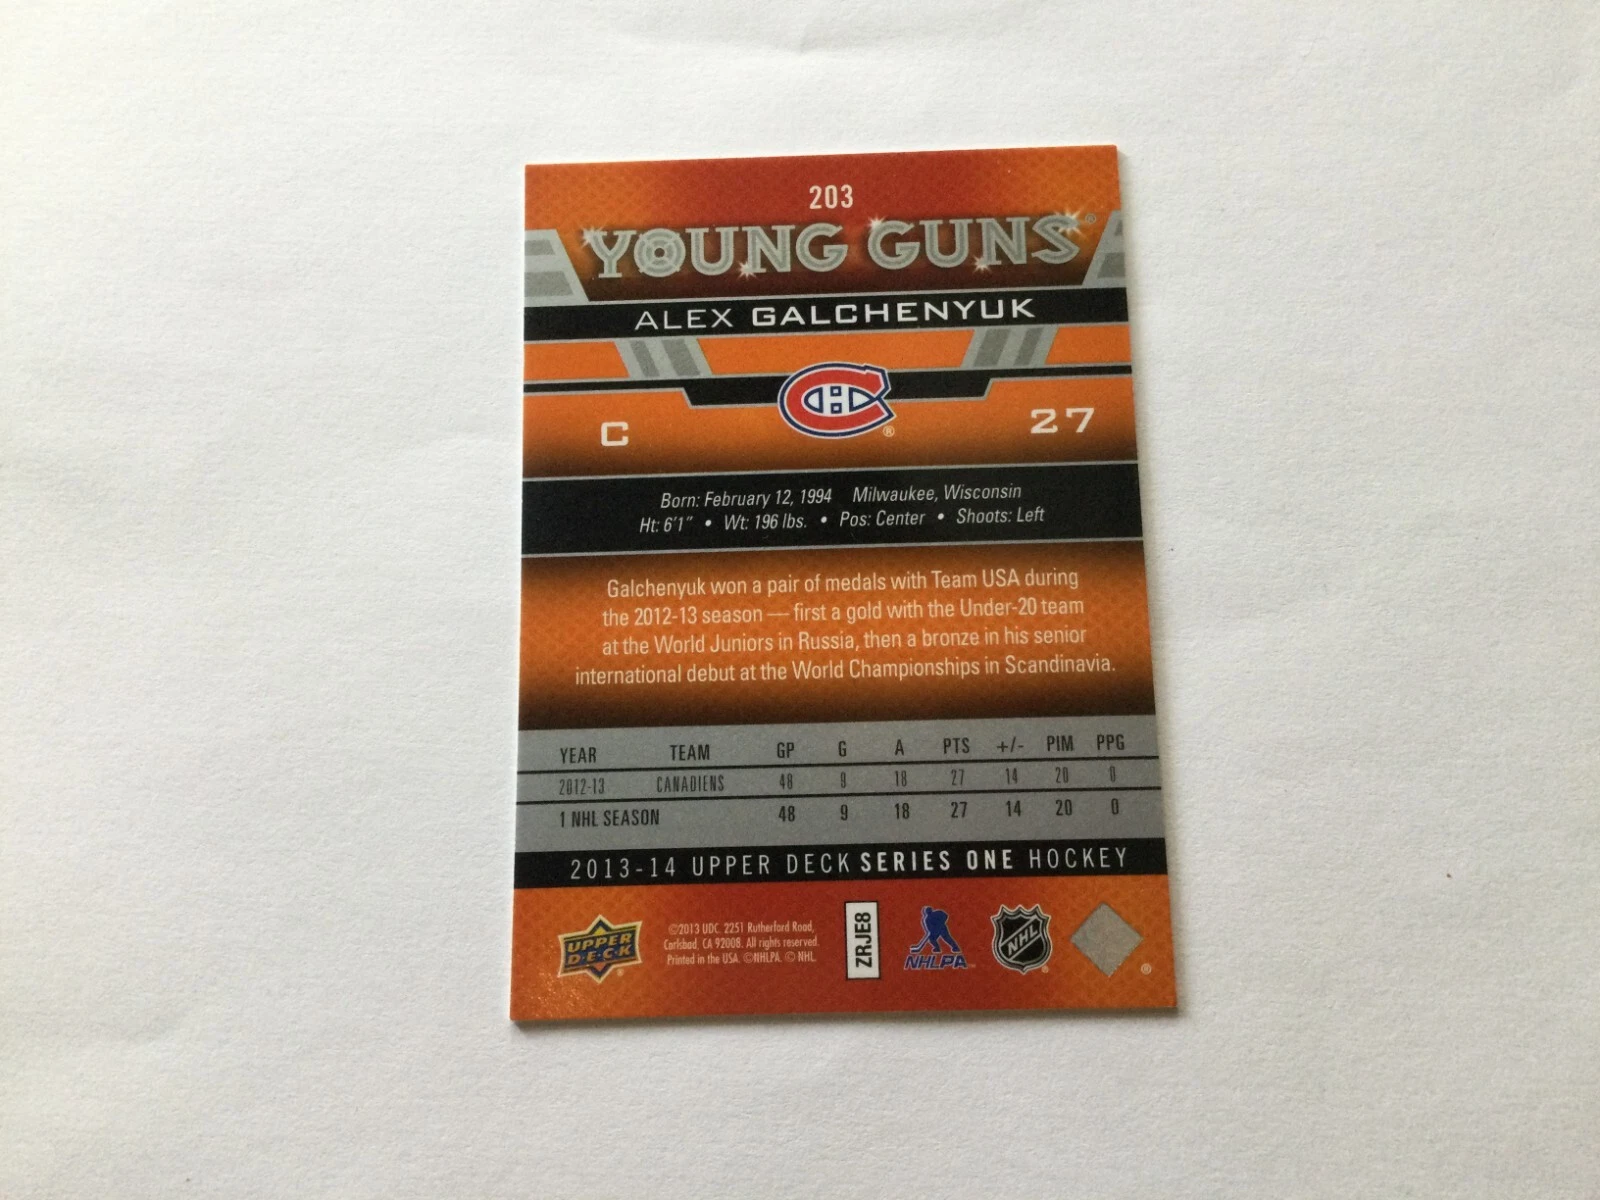 203
YOUNG GUNS®
ALEX GALCHENYUK
C 27
Born: February 12, 1994 Milwaukee, Wisconsin
Ht: 6'1" • Wt: 196 lbs. • Pos: Center • Shoots: Left
Galchenyuk won a pair of medals with Team USA during
the 2012-13 season — first a gold with the Under-20 team
at the World Juniors in Russia, then a bronze in his senior
international debut at the World Championships in Scandinavia.
YEAR TEAM GP G A PTS +/- PIM PPG
2012-13 CANADIENS 48 9 18 27 14 20 0
1 NHL SEASON 48 9 18 27 14 20 0
2013-14 UPPER DECK SERIES ONE HOCKEY
UPPER
DECK
©2013 UDC. 2251 Rutherford Road,
Carlsbad, CA 92008. All rights reserved.
Printed in the USA. ©NHLPA. © NHL.
ZRJE8
NHLPA
NHL